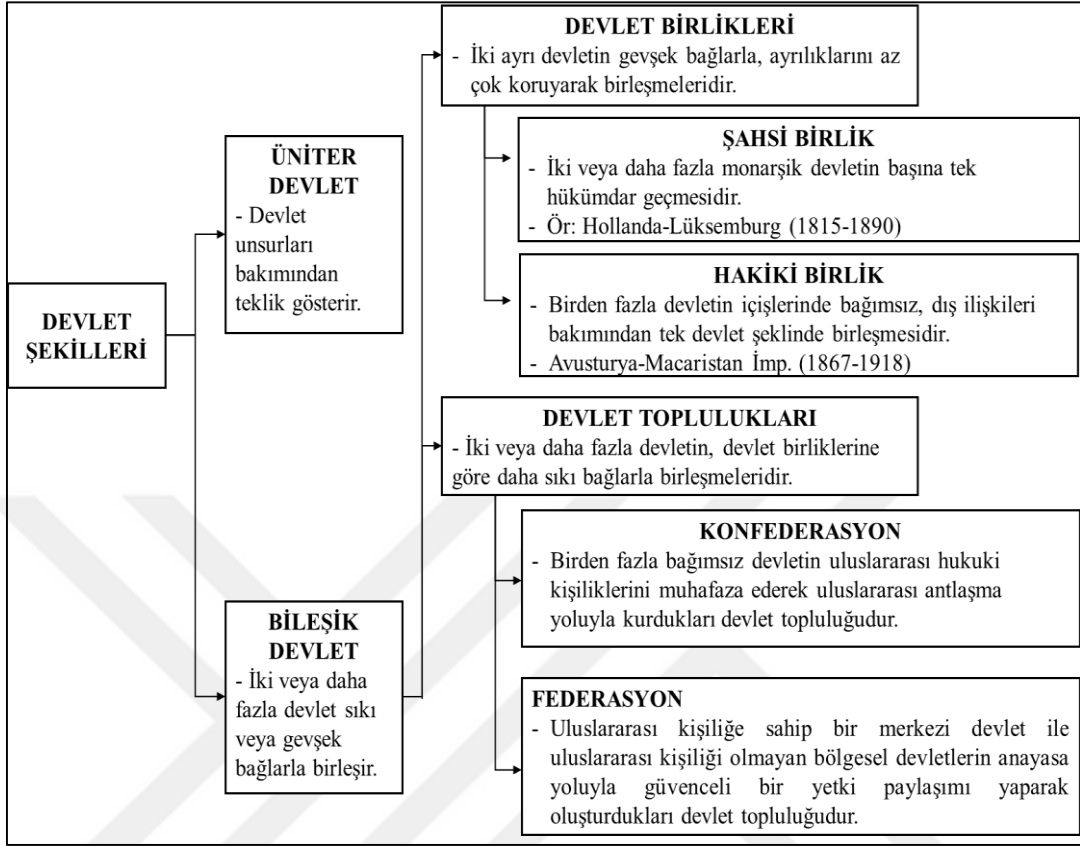 DEVLET
ŞEKİLLERİ
ÜNİTER
DEVLET
- Devlet
unsurları
bakımından
teklik gösterir.
BİLEŞİK
DEVLET
- İki veya daha
fazla devlet sıkı
veya gevşek
bağlarla birleşir.
DEVLET BİRLİKLERİ
- İki ayrı devletin gevşek bağlarla, ayrılıklarını az
çok koruyarak birleşmeleridir.
ŞAHSİ BİRLİK
- İki veya daha fazla monarşik devletin başına tek
hükümdar geçmesidir.
- Ör: Hollanda-Lüksemburg (1815-1890)
HAKİKİ BİRLİK
- Birden fazla devletin içişlerinde bağımsız, dış ilişkileri
bakımından tek devlet şeklinde birleşmesidir.
- Avusturya-Macaristan İmp. (1867-1918)
DEVLET TOPLULUKLARI
- İki veya daha fazla devletin, devlet birliklerine
göre daha sıkı bağlarla birleşmeleridir.
KONFEDERASYON
- Birden fazla bağımsız devletin uluslararası hukuki
kişiliklerini muhafaza ederek uluslararası antlaşma
yoluyla kurdukları devlet topluluğudur.
FEDERASYON
- Uluslararası kişiliğe sahip bir merkezi devlet ile
uluslararası kişiliği olmayan bölgesel devletlerin anayasa
yoluyla güvenceli bir yetki paylaşımı yaparak
oluşturdukları devlet topluluğudur.